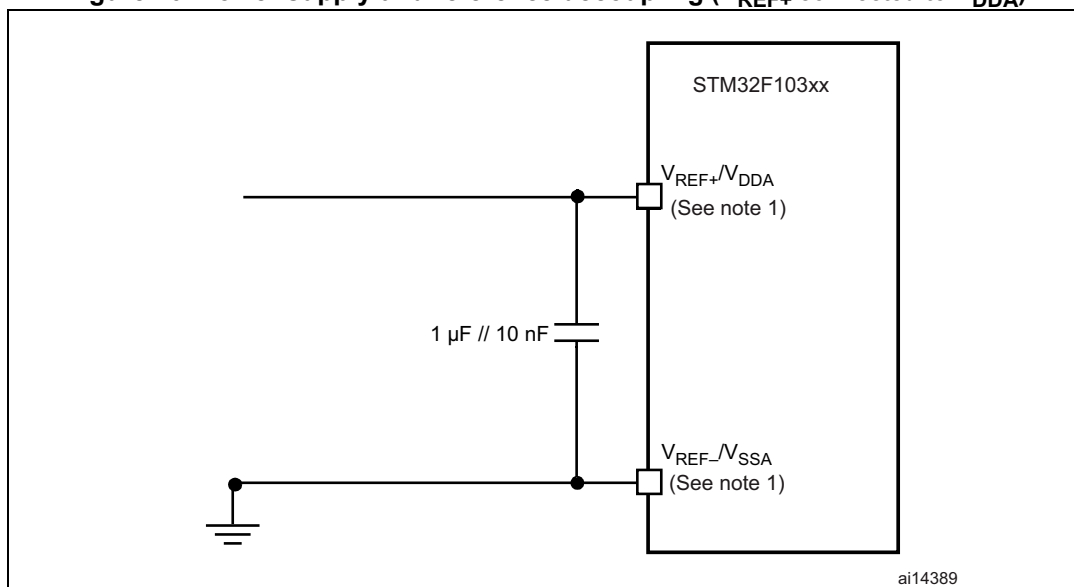 STM32F103xx
VREF+/VDDA
(See note 1)
1 µF // 10 nF
VREF–/VSSA
(See note 1)
ai14389